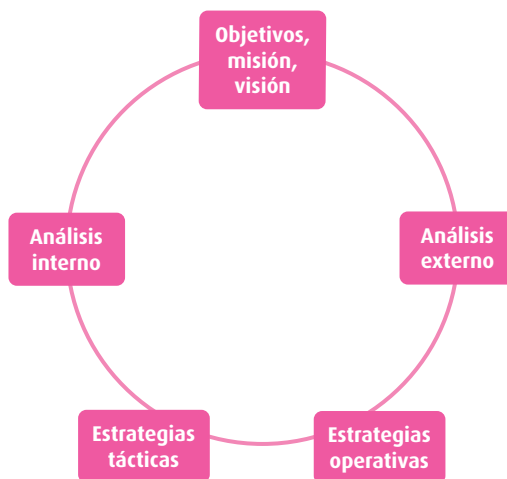 Objetivos,
misión,
visión
Análisis
interno
Análisis
externo
Estrategias
tácticas
Estrategias
operativas